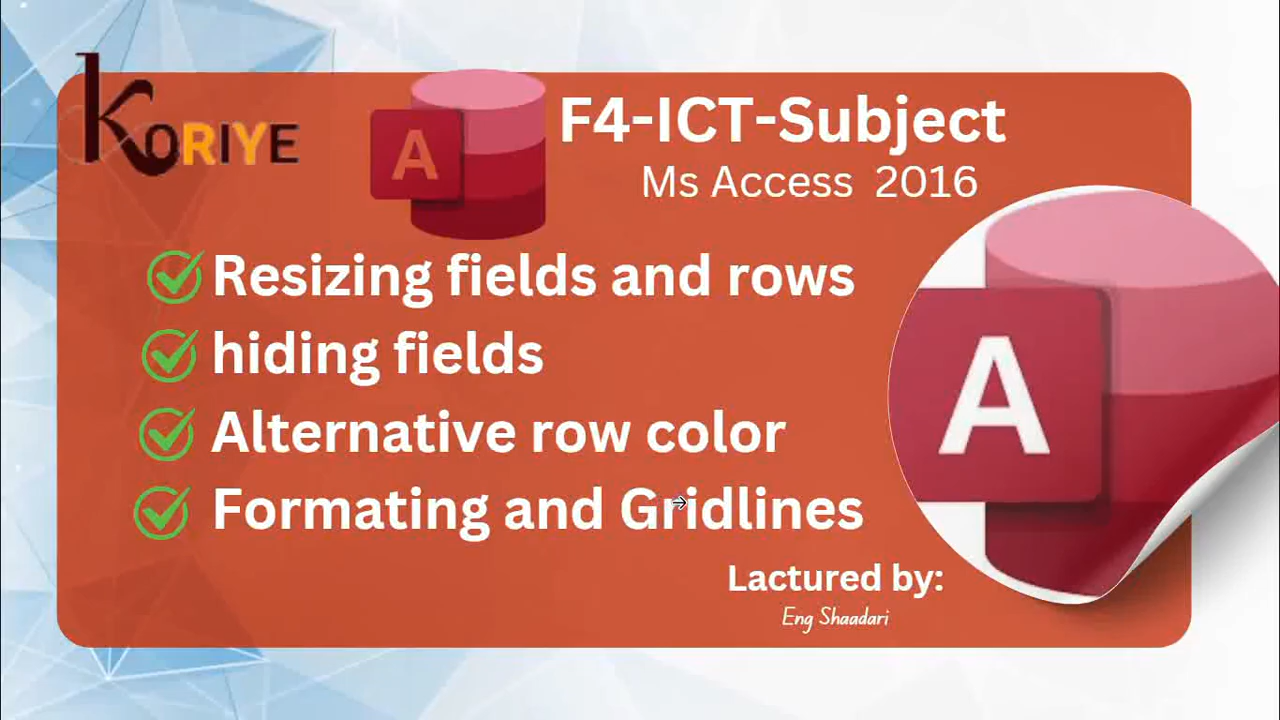 KORIYE
A
F4-ICT-Subject
Ms Access 2016
Resizing fields and rows
hiding fields
Alternative row color
Formating and Gridlines
A
Lactured by:
Eng Shaadari